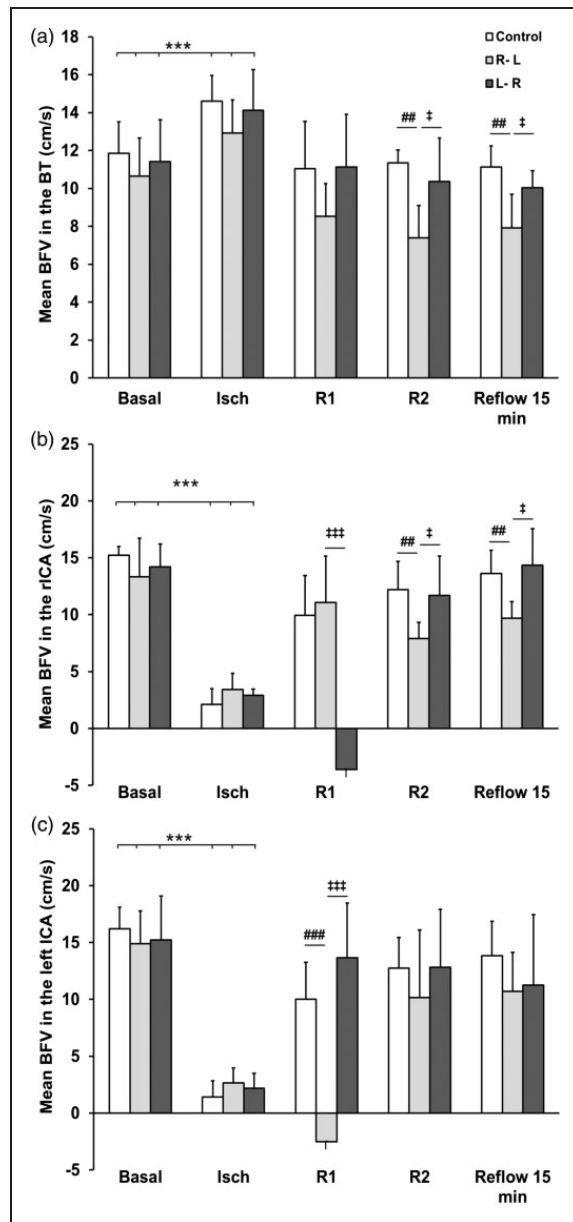 (a)
Mean BFV in the BT (cm/s)
18
16
14
12
10
8
6
4
2
0
***
##
‡
##
‡
Control
R- L
L- R
Basal
Isch
R1
R2
Reflow 15
min
(b)
Mean BFV in the rICA (cm/s)
25
20
15
10
5
0
-5
***
‡‡‡
##
‡
##
‡
Basal
Isch
R1
R2
Reflow 15
(c)
Mean BFV in the left ICA (cm/s)
25
20
15
10
5
0
-5
***
###
‡‡‡
Basal
Isch
R1
R2
Reflow 15
min